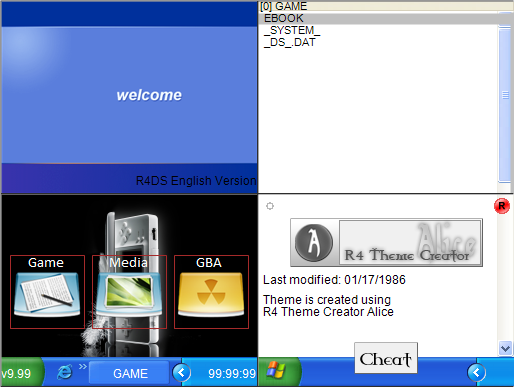 welcome
R4DS English Version
[0] GAME
EBOOK
_SYSTEM_
_DS_.DAT
Game
Media
GBA
v9.99
»
GAME
99:99:99
R
A
Alice
R4 Theme Creator
Last modified: 01/17/1986
Theme is created using
R4 Theme Creator Alice
Cheat